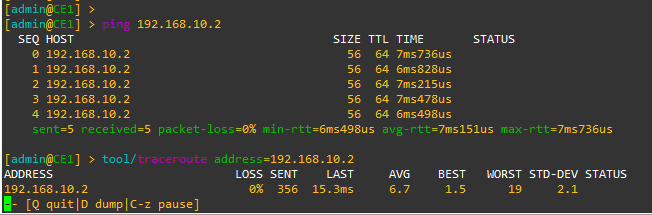 [admin@CE1] >
[admin@CE1] > ping 192.168.10.2
SEQ HOST SIZE TTL TIME STATUS
0 192.168.10.2 56 64 7ms736us
1 192.168.10.2 56 64 6ms828us
2 192.168.10.2 56 64 7ms215us
3 192.168.10.2 56 64 7ms478us
4 192.168.10.2 56 64 6ms498us
sent=5 received=5 packet-loss=0% min-rtt=6ms498us avg-rtt=7ms151us max-rtt=7ms736us
[admin@CE1] > tool/traceroute address=192.168.10.2
ADDRESS LOSS SENT LAST AVG BEST WORST STD-DEV STATUS
192.168.10.2 0% 356 15.3ms 6.7 1.5 19 2.1
-- [Q quit|D dump|C-z pause]